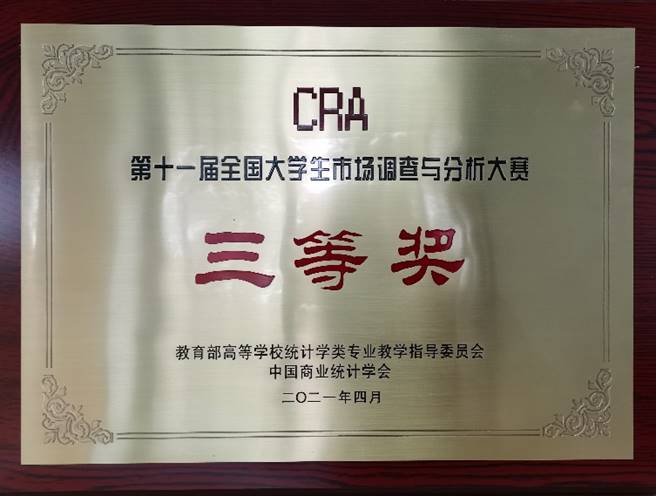 CRA
第十一届全国大学生市场调查与分析大赛
三等奖
教育部高等学校统计学类专业教学指导委员会
中国商业统计学会
二〇二一年四月